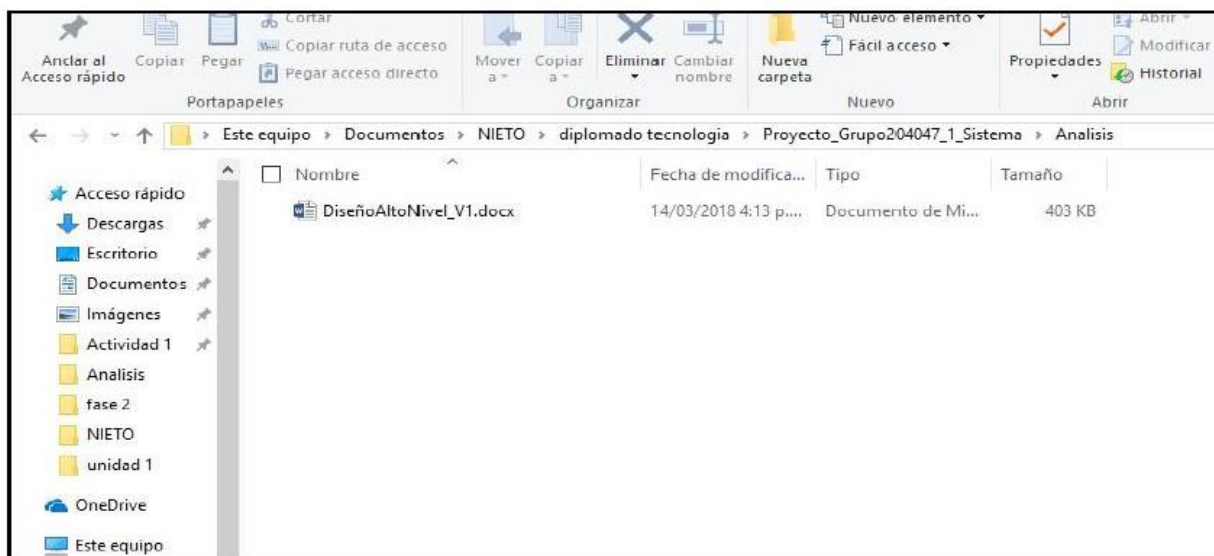 Cortar
Nuevo elemento
Abrir
Copiar ruta de acceso
Fácil acceso
Modificar
Anclar al
Acceso rápido
Copiar
Pegar
Pegar acceso directo
Mover
a
Copiar
a
Eliminar
Cambiar
nombre
Nueva
carpeta
Propiedades
Historial
Portapapeles
Organizar
Nuevo
Abrir
Este equipo > Documentos > NIETO > diplomado tecnologia > Proyecto_Grupo204047_1_Sistema > Analisis
Nombre Fecha de modifica... Tipo Tamaño
DiseñoAltoNivel_V1.docx 14/03/2018 4:13 p.... Documento de Mi... 403 KB
Acceso rápido
Descargas
Escritorio
Documentos
Imágenes
Actividad 1
Analisis
fase 2
NIETO
unidad 1
OneDrive
Este equipo